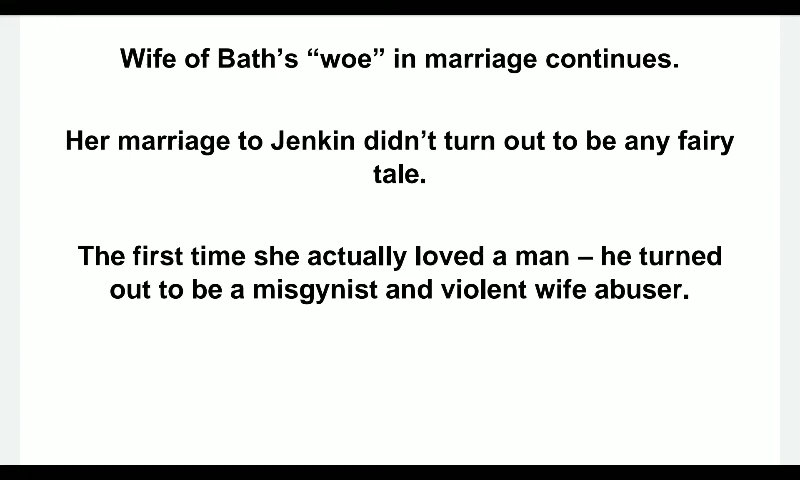 Wife of Bath’s “woe” in marriage continues.
Her marriage to Jenkin didn’t turn out to be any fairy
tale.
The first time she actually loved a man – he turned
out to be a misgynist and violent wife abuser.